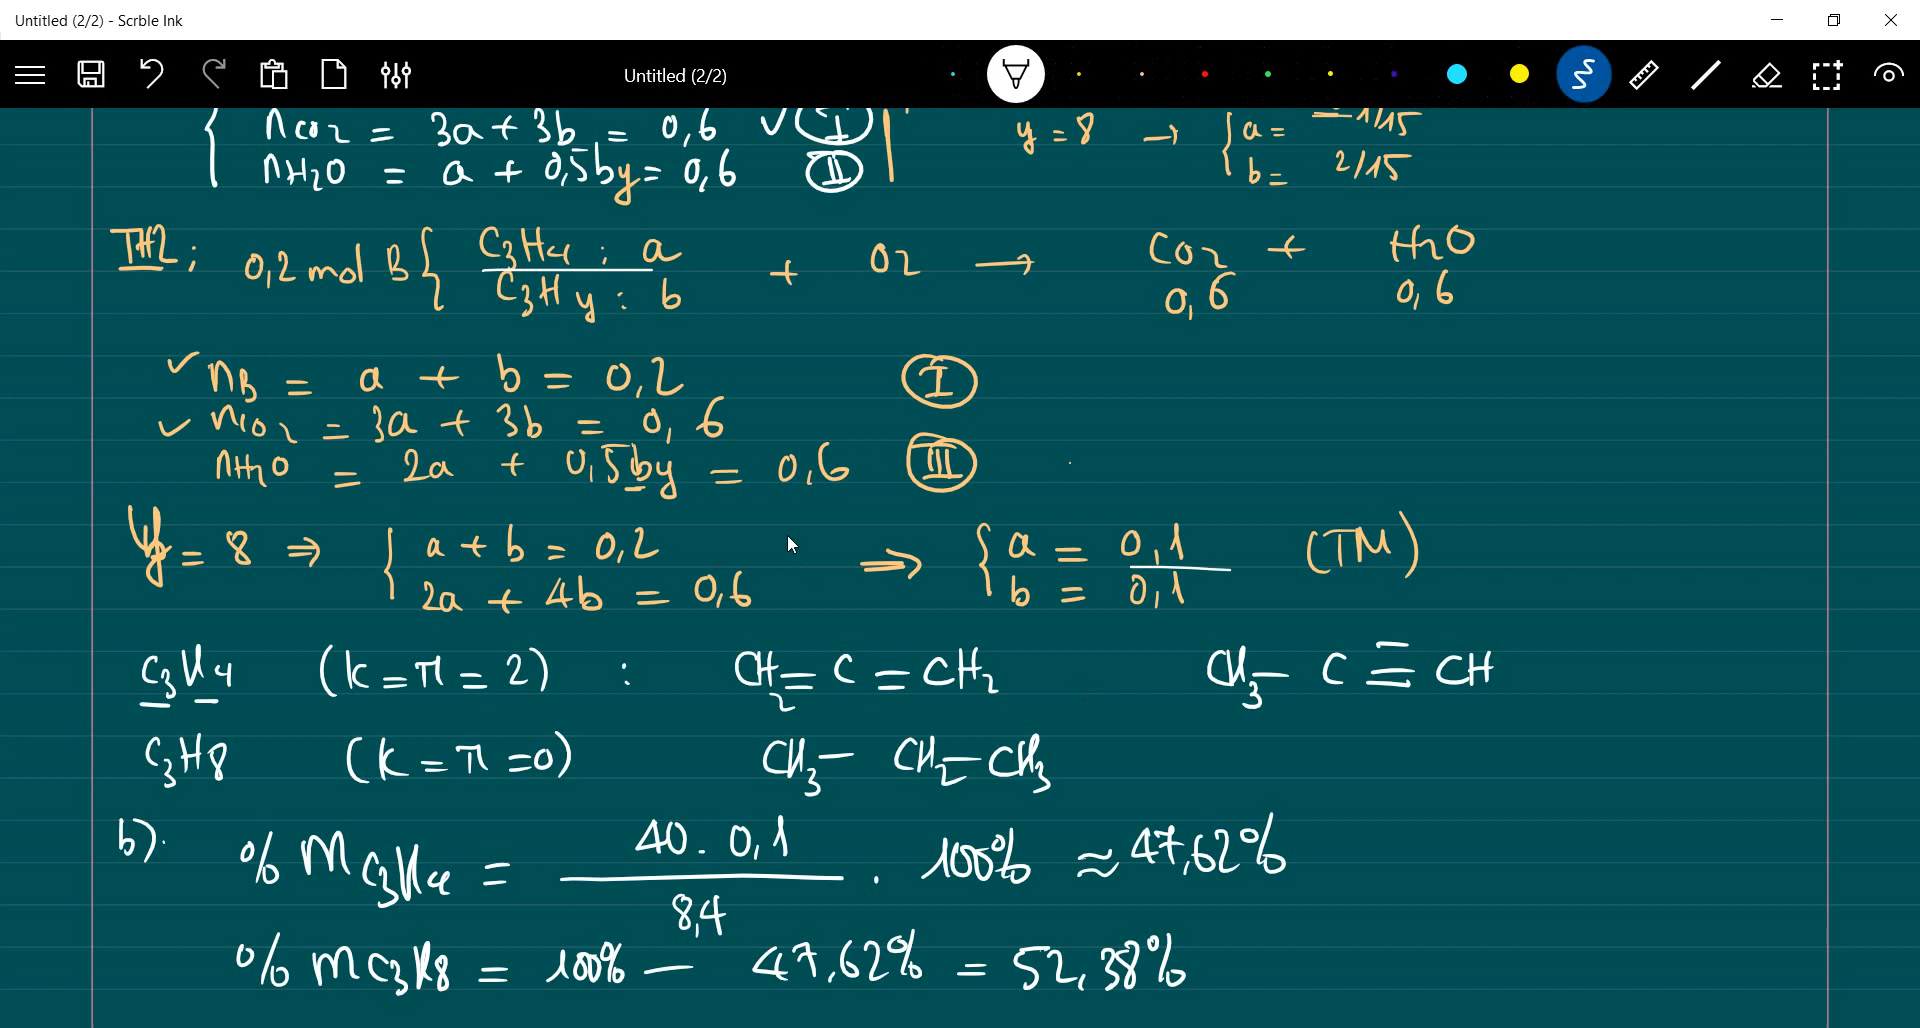 Untitled (2/2) - Scrble Ink
Untitled (2/2)
nCO2 = 3a + 3b = 0,6 ✓ I
nH2O = a + 0,5by = 0,6 II
y = 8 → { a = 1/15
b = 2/15
TH2: 0,2 mol B { C3H4 : a
C3Hy : b
+ O2 → CO2 + H2O
0,6 0,6
✓ nB = a + b = 0,2 I
✓ nCO2 = 3a + 3b = 0,6
nH2O = 2a + 0,5by = 0,6 III
y = 8 ⇒ { a + b = 0,2
2a + 4b = 0,6
⇒ { a = 0,1
b = 0,1
(TM)
C3H4 (k = π = 2) : CH2 = C = CH2 CH3 – C ≡ CH
C3H8 (k = π = 0) CH3 – CH2 – CH3
b). % mC3H4 = 40 . 0,1 / 8,4 . 100% ≈ 47,62%
% mC3H8 = 100% – 47,62% = 52,38%